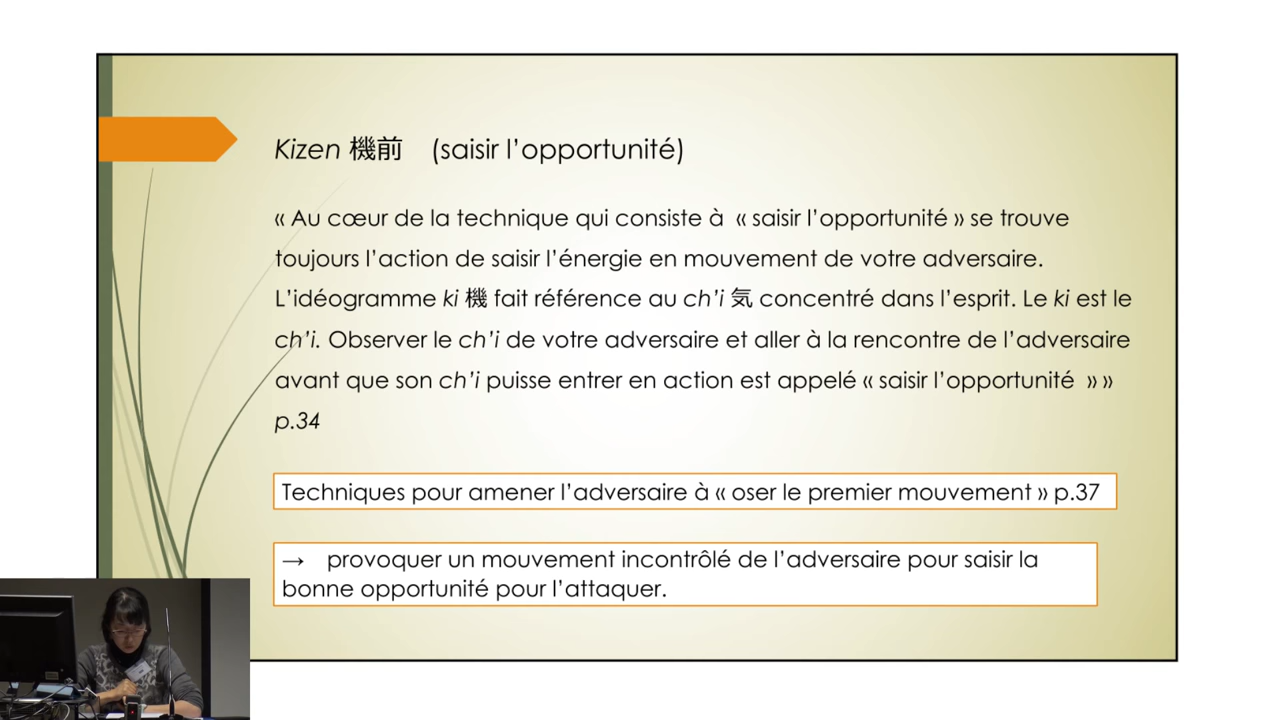 Kizen 機前 (saisir l’opportunité)
« Au cœur de la technique qui consiste à « saisir l’opportunité » se trouve
toujours l’action de saisir l’énergie en mouvement de votre adversaire.
L’idéogramme ki 機 fait référence au ch’i 気 concentré dans l’esprit. Le ki est le
ch’i. Observer le ch’i de votre adversaire et aller à la rencontre de l’adversaire
avant que son ch’i puisse entrer en action est appelé « saisir l’opportunité » »
p.34
Techniques pour amener l’adversaire à « oser le premier mouvement » p.37
→ provoquer un mouvement incontrôlé de l’adversaire pour saisir la
bonne opportunité pour l’attaquer.